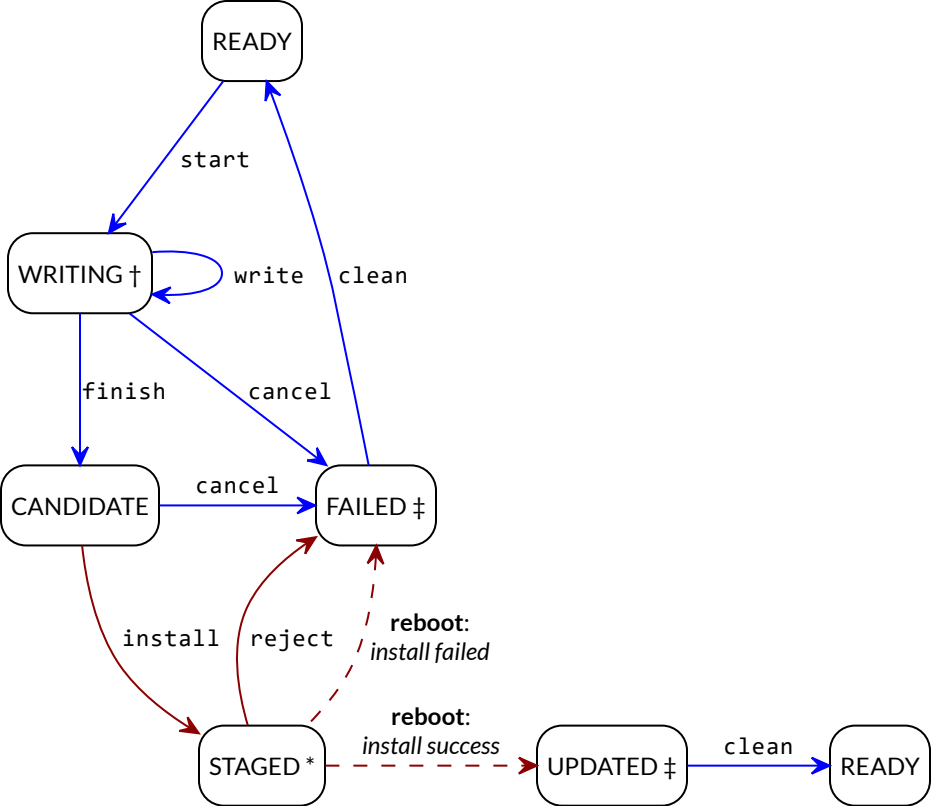 READY
start
WRITING †
write
clean
finish
cancel
CANDIDATE
cancel
FAILED ‡
install
reject
reboot:
install failed
reboot:
install success
STAGED *
UPDATED ‡
clean
READY